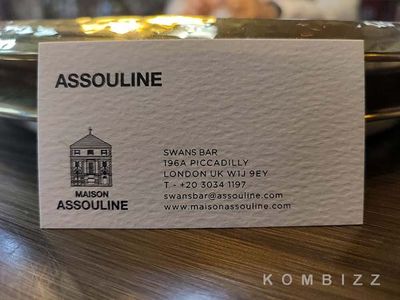 ASSOULINE
MAISON
ASSOULINE
SWANS BAR
196A PICCADILLY
LONDON UK W1J 9EY
T - +20 3034 1197
swansbar@assouline.com
www.maisonassouline.com
KOMBIZZ